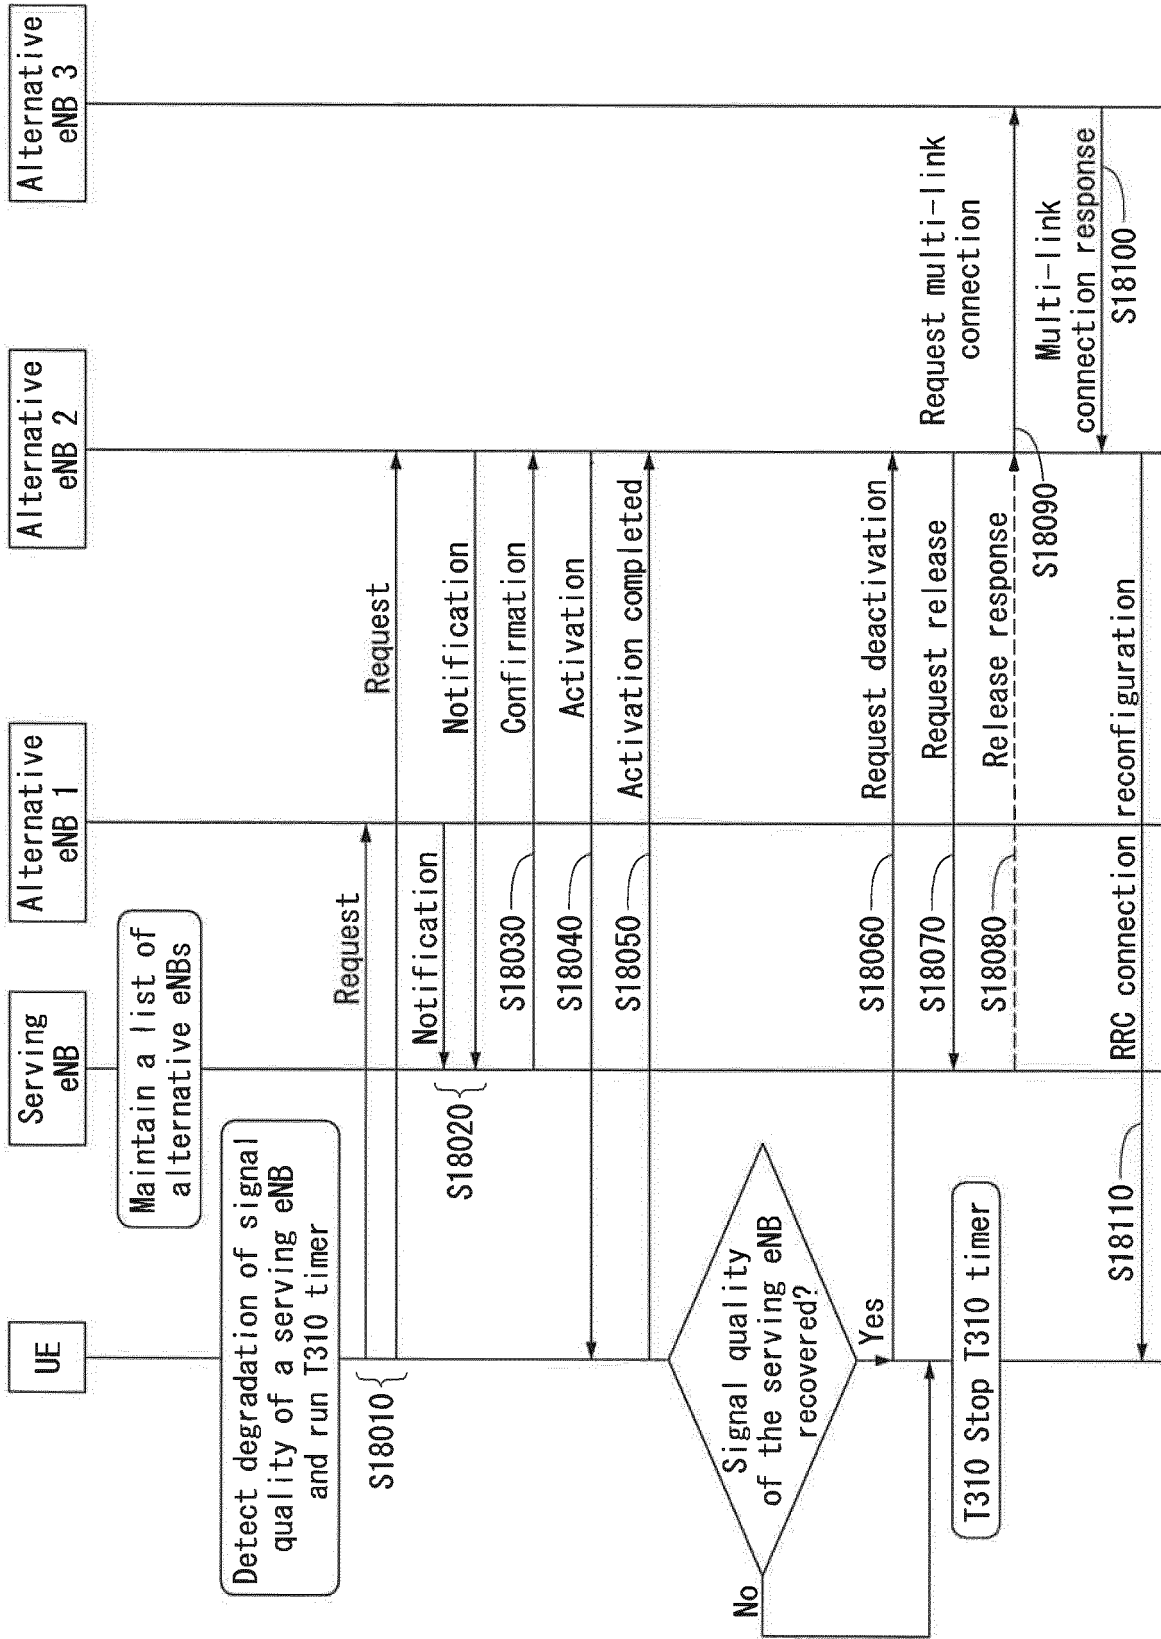 UE
Serving
eNB
Alternative
eNB 1
Alternative
eNB 2
Alternative
eNB 3
Maintain a list of
alternative eNBs
Detect degradation of signal
quality of a serving eNB
and run T310 timer
Request
Request
S18010
Notification
Notification
S18020
Confirmation
S18030
Activation
S18040
Activation completed
S18050
Signal quality
of the serving eNB
recovered?
No
Yes
Request deactivation
S18060
Request release
S18070
T310 Stop T310 timer
Release response
S18080
Request multi-link
connection
S18090
Multi-link
connection response
S18100
RRC connection reconfiguration
S18110